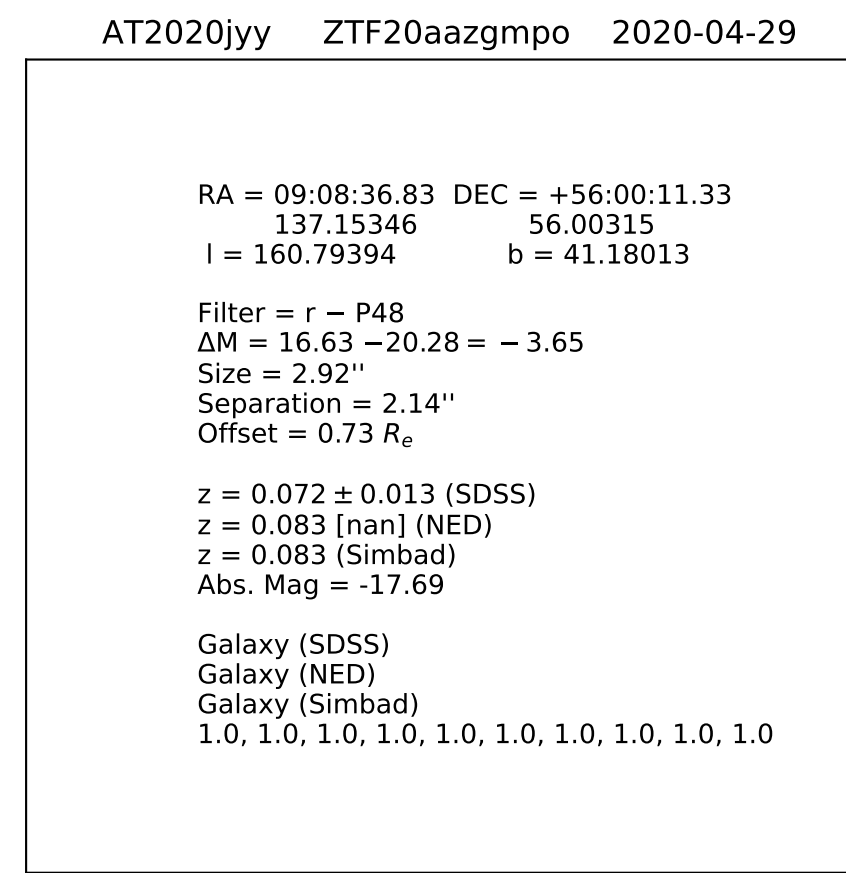 AT2020jyy ZTF20aazgmpo 2020-04-29
RA = 09:08:36.83 DEC = +56:00:11.33
137.15346 56.00315
l = 160.79394 b = 41.18013
Filter = r − P48
ΔM = 16.63 −20.28 = − 3.65
Size = 2.92''
Separation = 2.14''
Offset = 0.73 Rₑ
z = 0.072 ± 0.013 (SDSS)
z = 0.083 [nan] (NED)
z = 0.083 (Simbad)
Abs. Mag = -17.69
Galaxy (SDSS)
Galaxy (NED)
Galaxy (Simbad)
1.0, 1.0, 1.0, 1.0, 1.0, 1.0, 1.0, 1.0, 1.0, 1.0